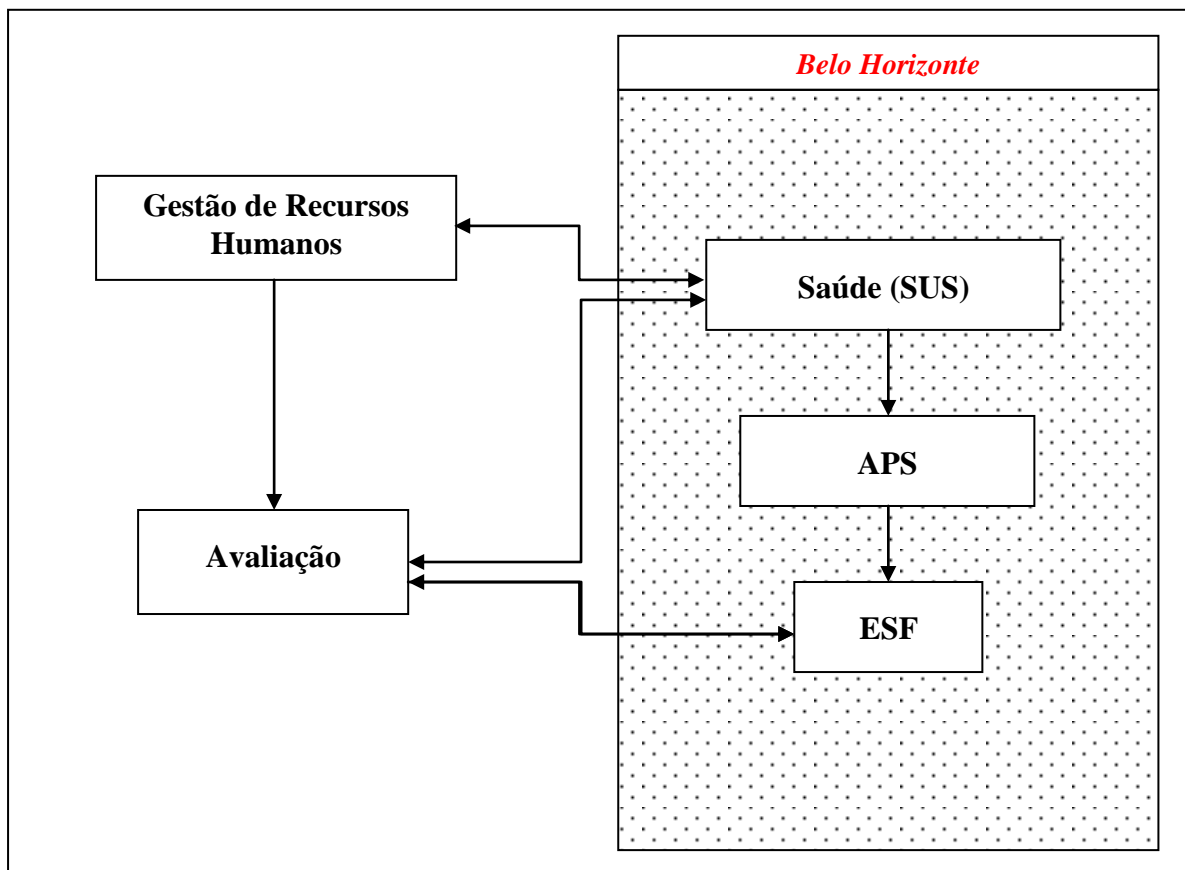 Belo Horizonte
Gestão de Recursos
Humanos
Saúde (SUS)
APS
Avaliação
ESF